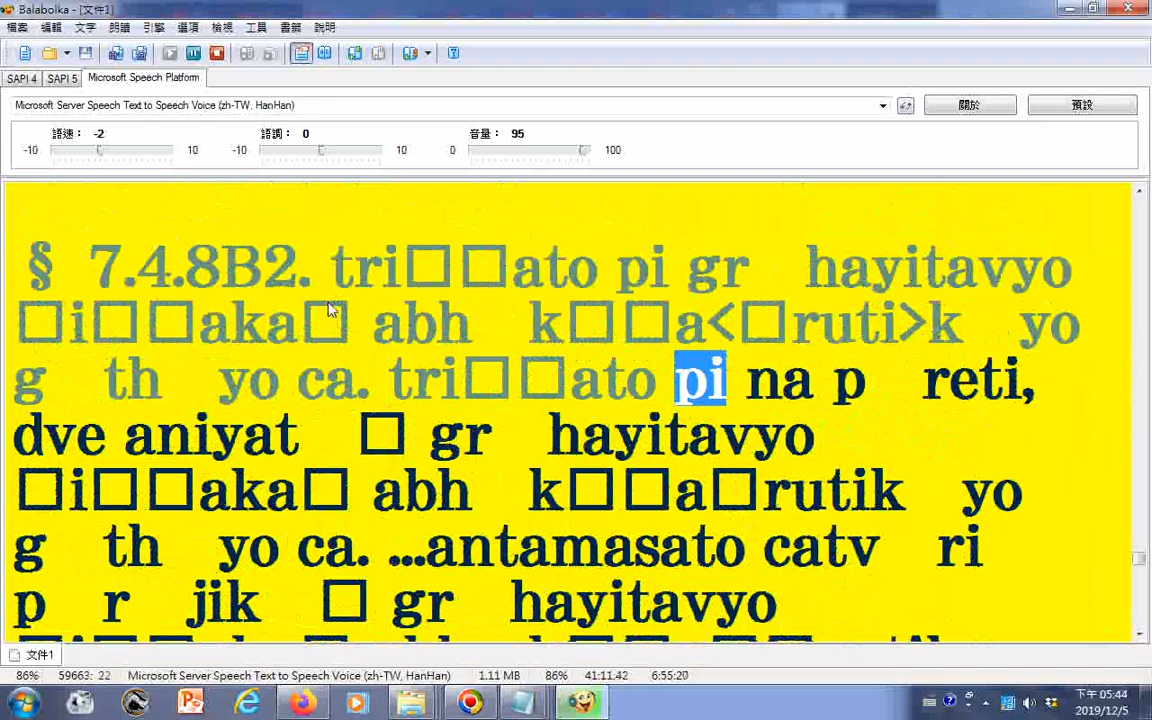 Balabolka - [文件1]
檔案 編輯 文字 朗讀 引擎 選項 檢視 工具 書籤 說明
SAPI 4 SAPI 5 Microsoft Speech Platform
Microsoft Server Speech Text to Speech Voice (zh-TW, HanHan) 關於 預設
語速： -2 語調： 0 音量： 95
-10 10 -10 10 0 100
§ 7.4.8B2. tri□□ato pi gr hayitavyo
□i□□aka□ abh k□□a<□ruti>k yo
g th yo ca. tri□□ato pi na p reti,
dve aniyat □ gr hayitavyo
□i□□aka□ abh k□□a□rutik yo
g th yo ca. ...antamasato catv ri
p r jik □ gr hayitavyo
文件1
86% 59663: 22 Microsoft Server Speech Text to Speech Voice (zh-TW, HanHan) 1.11 MB 86% 41:11.42 6:55:20
下午 05:44
2019/12/5